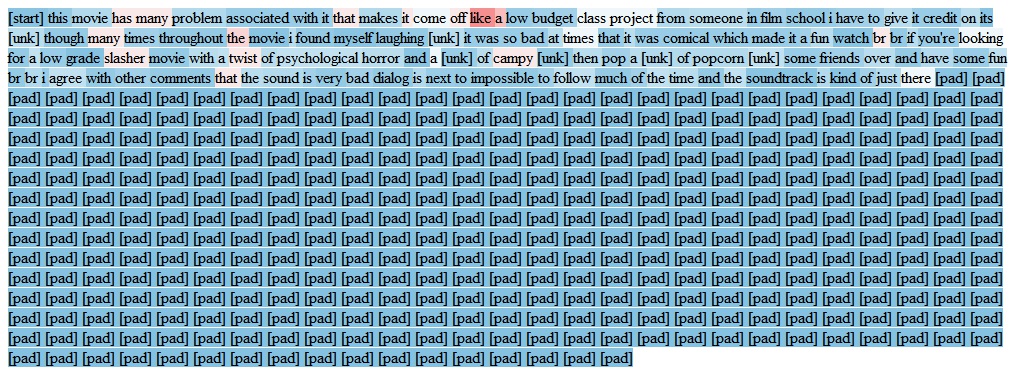 [start] this movie has many problem associated with it that makes it come off like a low budget class project from someone in film school i have to give it credit on its
[unk] though many times throughout the movie i found myself laughing [unk] it was so bad at times that it was comical which made it a fun watch br br if you're looking
for a low grade slasher movie with a twist of psychological horror and a [unk] of campy [unk] then pop a [unk] of popcorn [unk] some friends over and have some fun
br br i agree with other comments that the sound is very bad dialog is next to impossible to follow much of the time and the soundtrack is kind of just there [pad] [pad]
[pad] [pad] [pad] [pad] [pad] [pad] [pad] [pad] [pad] [pad] [pad] [pad] [pad] [pad] [pad] [pad] [pad] [pad] [pad] [pad] [pad] [pad] [pad] [pad] [pad] [pad] [pad]
[pad] [pad] [pad] [pad] [pad] [pad] [pad] [pad] [pad] [pad] [pad] [pad] [pad] [pad] [pad] [pad] [pad] [pad] [pad] [pad] [pad] [pad] [pad] [pad] [pad] [pad] [pad]
[pad] [pad] [pad] [pad] [pad] [pad] [pad] [pad] [pad] [pad] [pad] [pad] [pad] [pad] [pad] [pad] [pad] [pad] [pad] [pad] [pad] [pad] [pad] [pad] [pad] [pad] [pad]
[pad] [pad] [pad] [pad] [pad] [pad] [pad] [pad] [pad] [pad] [pad] [pad] [pad] [pad] [pad] [pad] [pad] [pad] [pad] [pad] [pad] [pad] [pad] [pad] [pad] [pad] [pad]
[pad] [pad] [pad] [pad] [pad] [pad] [pad] [pad] [pad] [pad] [pad] [pad] [pad] [pad] [pad] [pad] [pad] [pad] [pad] [pad] [pad] [pad] [pad] [pad] [pad] [pad] [pad]
[pad] [pad] [pad] [pad] [pad] [pad] [pad] [pad] [pad] [pad] [pad] [pad] [pad] [pad] [pad] [pad] [pad] [pad] [pad] [pad] [pad] [pad] [pad] [pad] [pad] [pad] [pad]
[pad] [pad] [pad] [pad] [pad] [pad] [pad] [pad] [pad] [pad] [pad] [pad] [pad] [pad] [pad] [pad] [pad] [pad] [pad] [pad] [pad] [pad] [pad] [pad] [pad] [pad] [pad]
[pad] [pad] [pad] [pad] [pad] [pad] [pad] [pad] [pad] [pad] [pad] [pad] [pad] [pad] [pad] [pad] [pad] [pad] [pad] [pad] [pad] [pad] [pad] [pad] [pad] [pad] [pad]
[pad] [pad] [pad] [pad] [pad] [pad] [pad] [pad] [pad] [pad] [pad] [pad] [pad] [pad] [pad] [pad] [pad] [pad] [pad] [pad] [pad] [pad] [pad] [pad] [pad] [pad] [pad]
[pad] [pad] [pad] [pad] [pad] [pad] [pad] [pad] [pad] [pad] [pad] [pad] [pad] [pad] [pad] [pad] [pad] [pad] [pad] [pad] [pad] [pad] [pad] [pad] [pad] [pad] [pad]
[pad] [pad] [pad] [pad] [pad] [pad] [pad] [pad] [pad] [pad] [pad] [pad] [pad] [pad] [pad] [pad] [pad] [pad] [pad] [pad] [pad] [pad] [pad] [pad] [pad] [pad] [pad]
[pad] [pad] [pad] [pad] [pad] [pad] [pad] [pad] [pad] [pad] [pad] [pad] [pad] [pad] [pad] [pad] [pad] [pad] [pad] [pad] [pad] [pad] [pad] [pad] [pad] [pad] [pad]
[pad] [pad] [pad] [pad] [pad] [pad] [pad] [pad] [pad] [pad] [pad] [pad] [pad] [pad] [pad] [pad] [pad] [pad] [pad] [pad] [pad] [pad] [pad] [pad] [pad] [pad] [pad]
[pad] [pad] [pad] [pad] [pad] [pad] [pad] [pad] [pad] [pad] [pad] [pad] [pad] [pad] [pad] [pad] [pad]